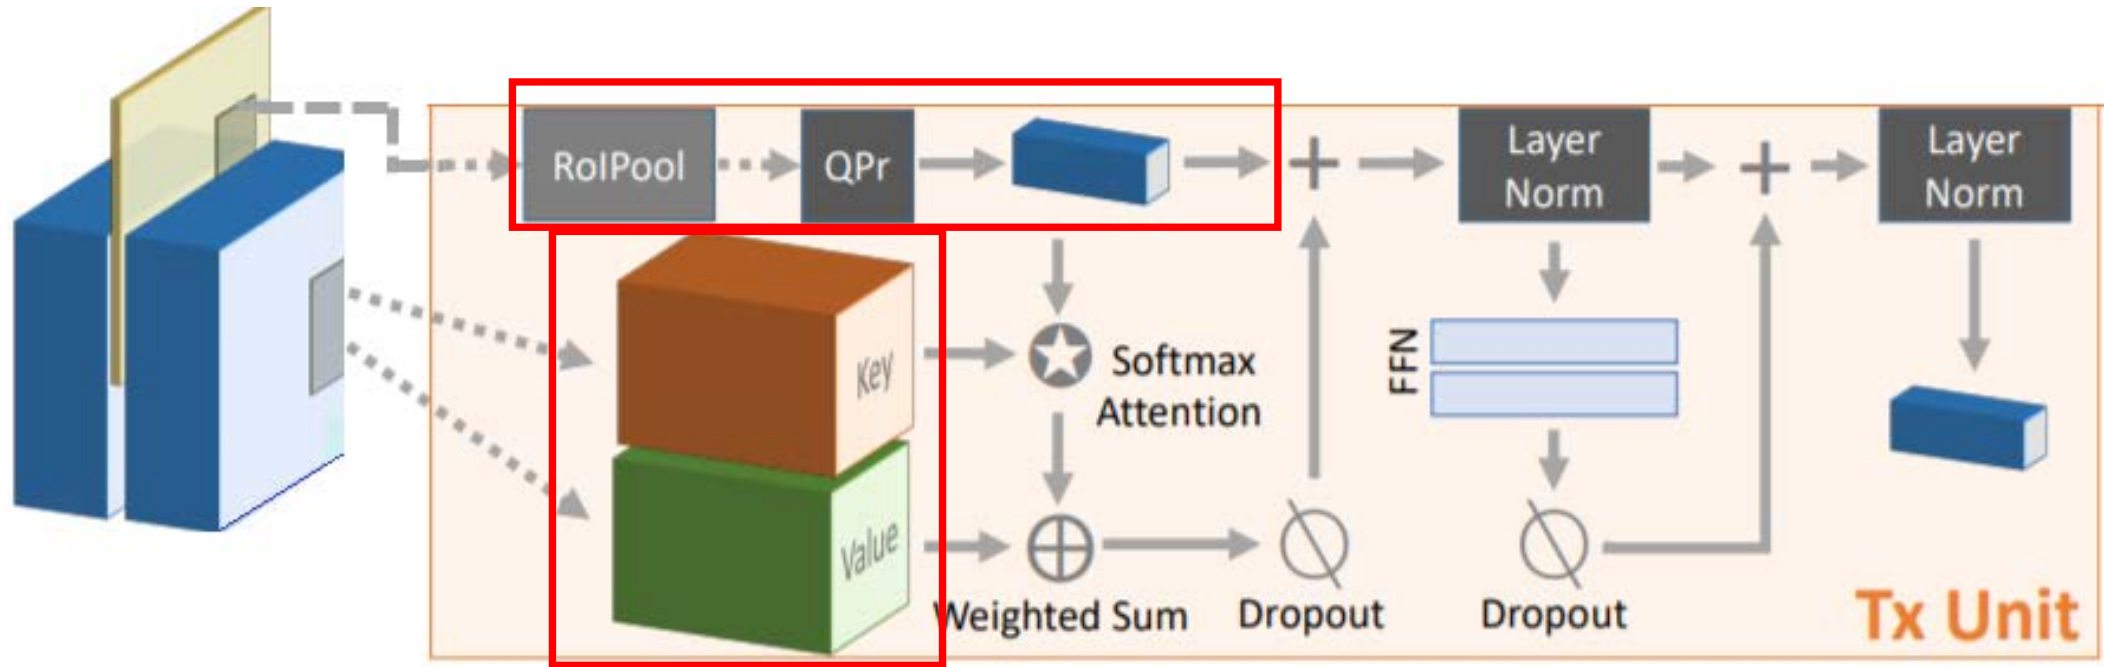 RoIPool
QPr
Layer
Norm
Layer
Norm
Key
Softmax
Attention
FFN
Value
Weighted Sum
Dropout
Dropout
Tx Unit